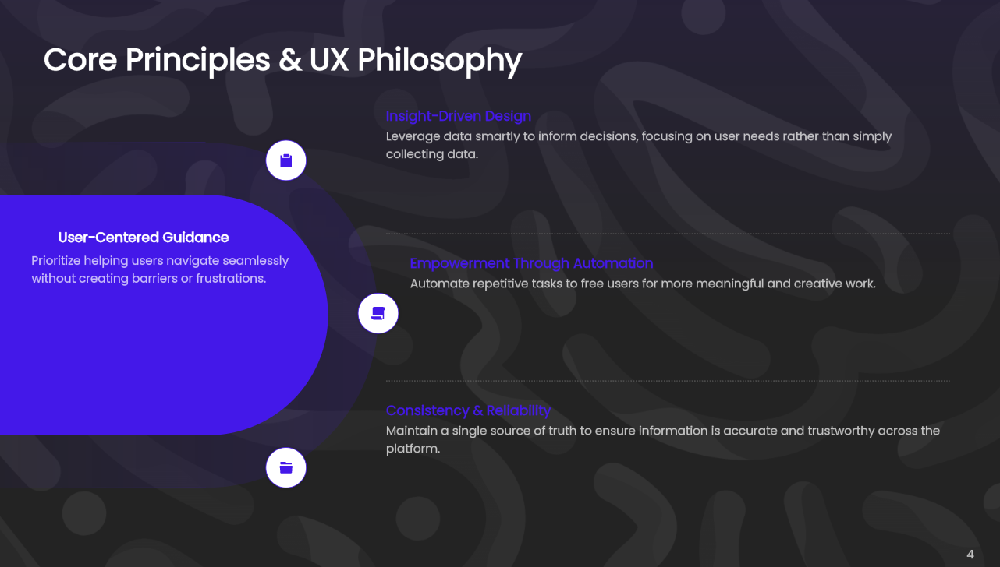 Core Principles & UX Philosophy
User-Centered Guidance
Prioritize helping users navigate seamlessly
without creating barriers or frustrations.
Insight-Driven Design
Leverage data smartly to inform decisions, focusing on user needs rather than simply
collecting data.
Empowerment Through Automation
Automate repetitive tasks to free users for more meaningful and creative work.
Consistency & Reliability
Maintain a single source of truth to ensure information is accurate and trustworthy across the
platform.
4